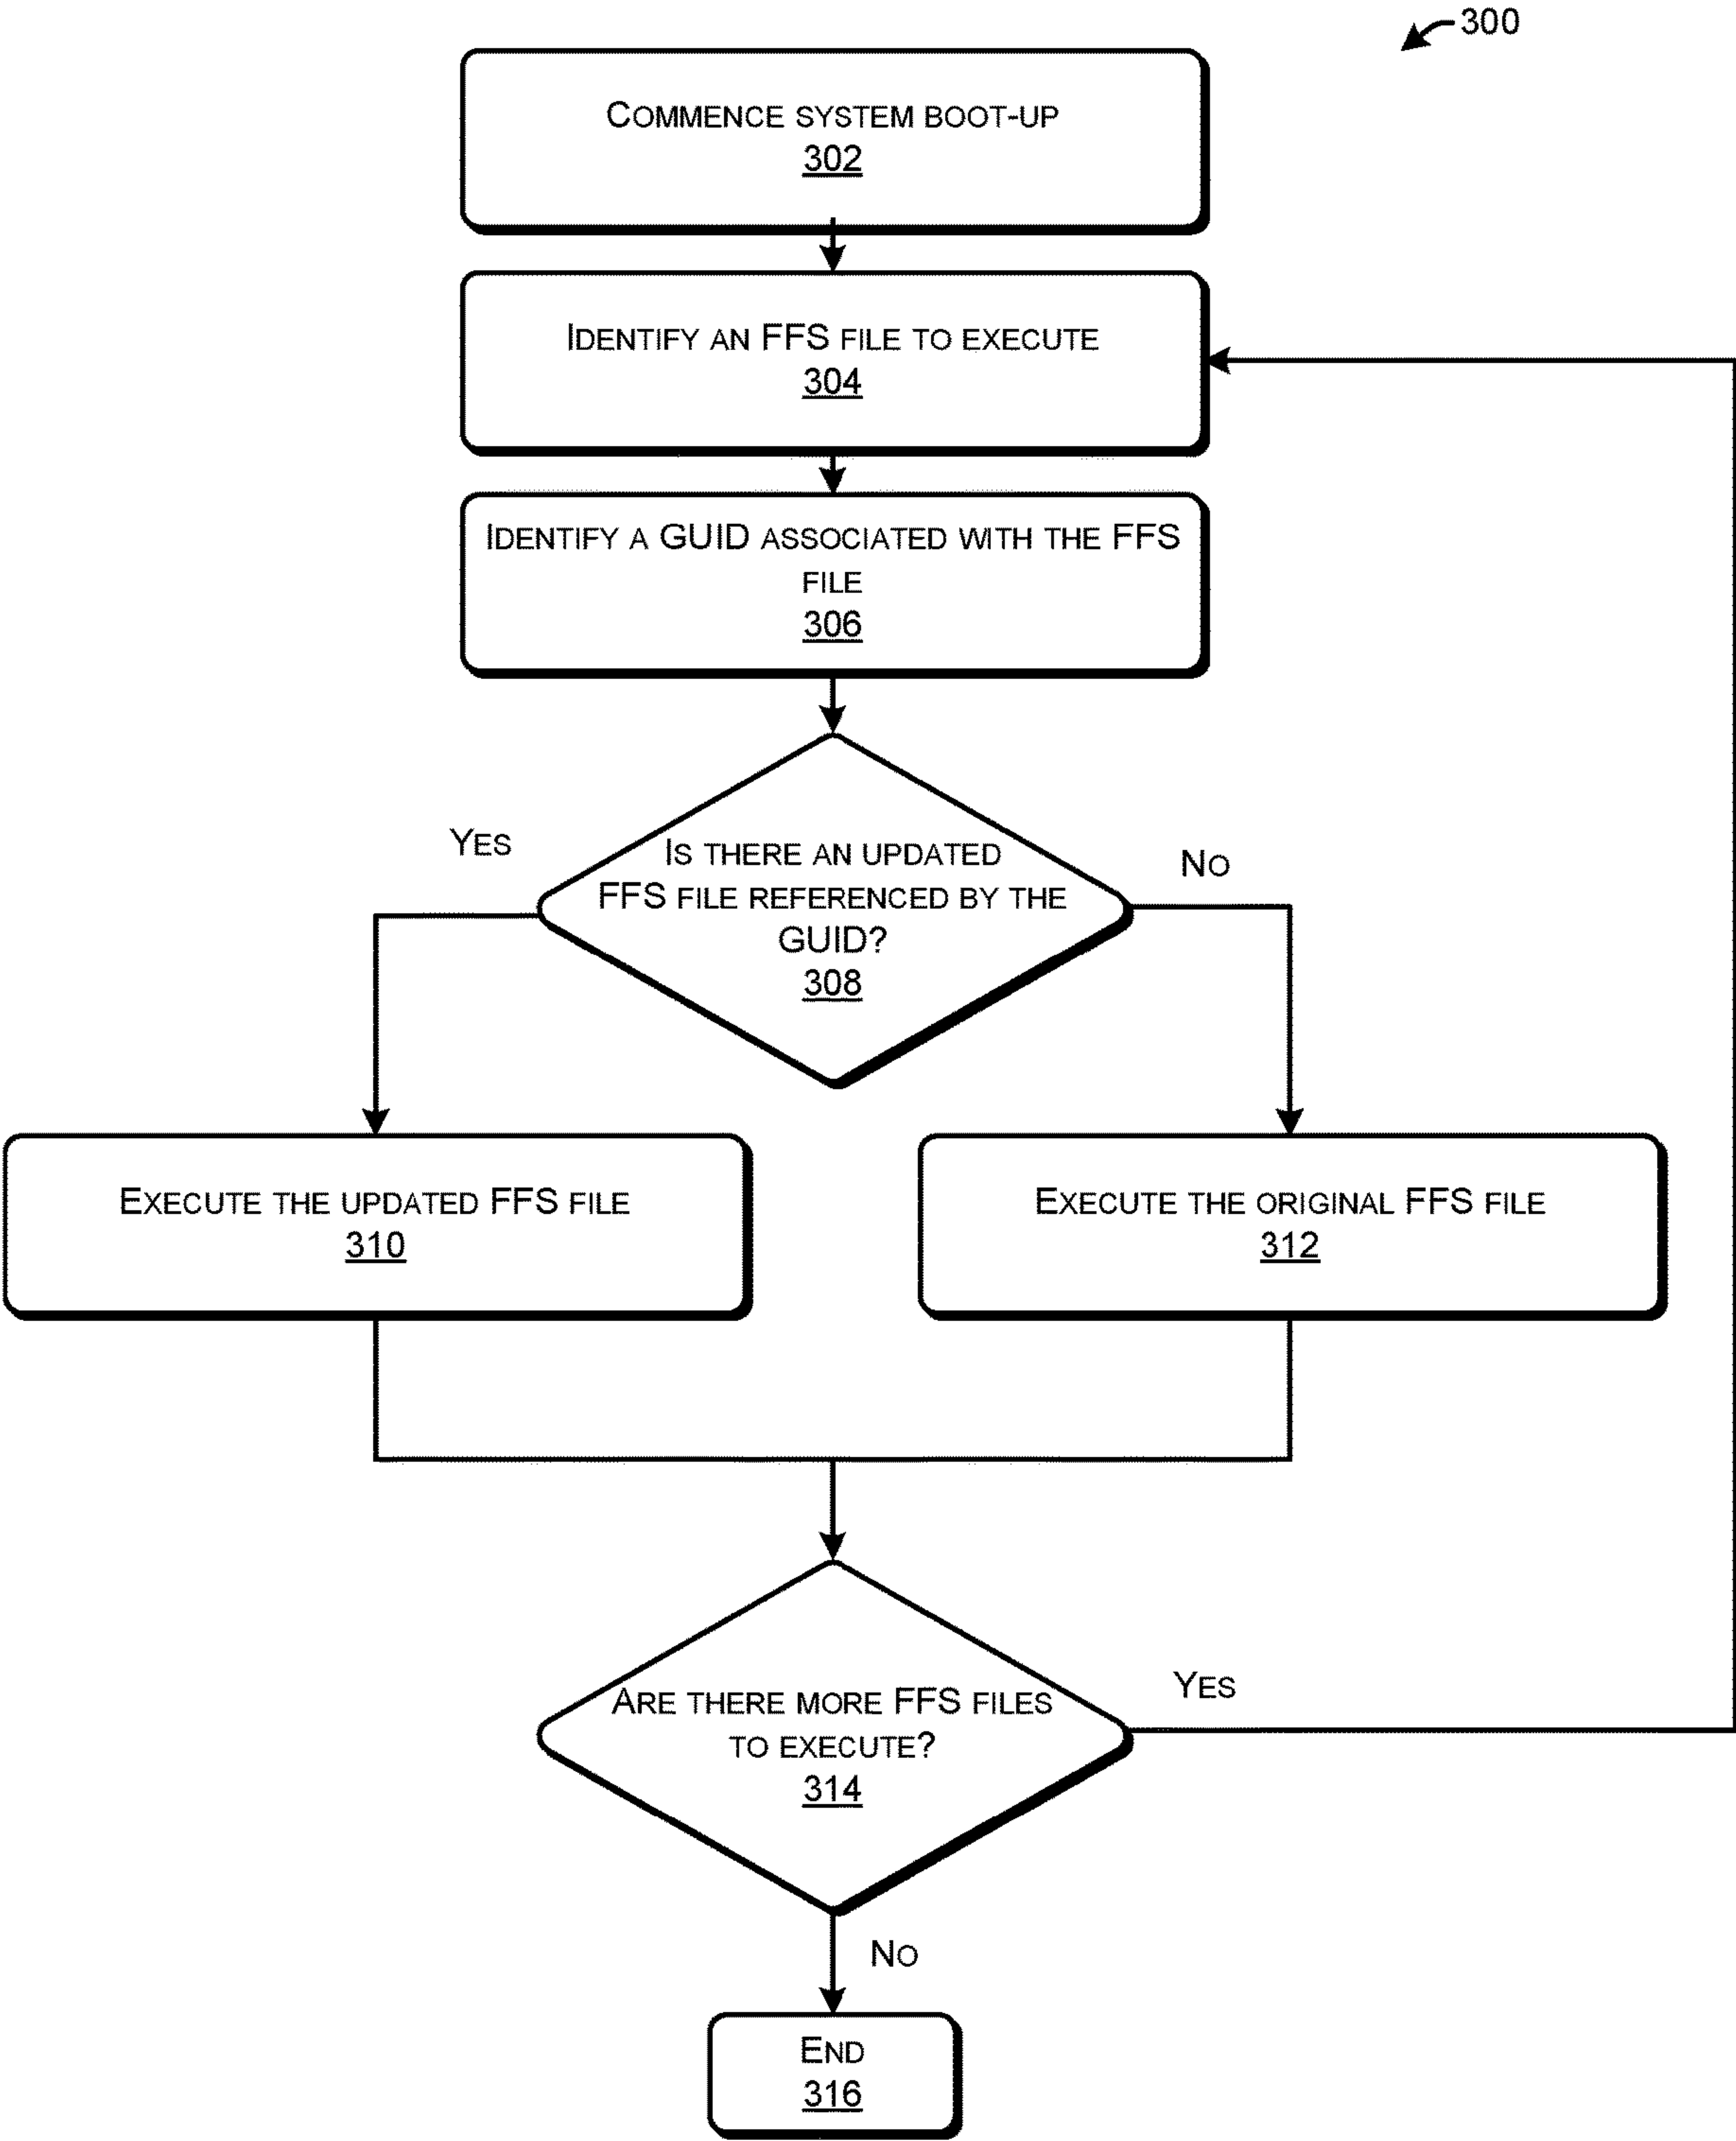 300
Commence system boot-up
302
Identify an FFS file to execute
304
Identify a GUID associated with the FFS
file
306
Is there an updated
FFS file referenced by the
GUID?
308
Yes
No
Execute the updated FFS file
310
Execute the original FFS file
312
Are there more FFS files
to execute?
314
Yes
No
End
316